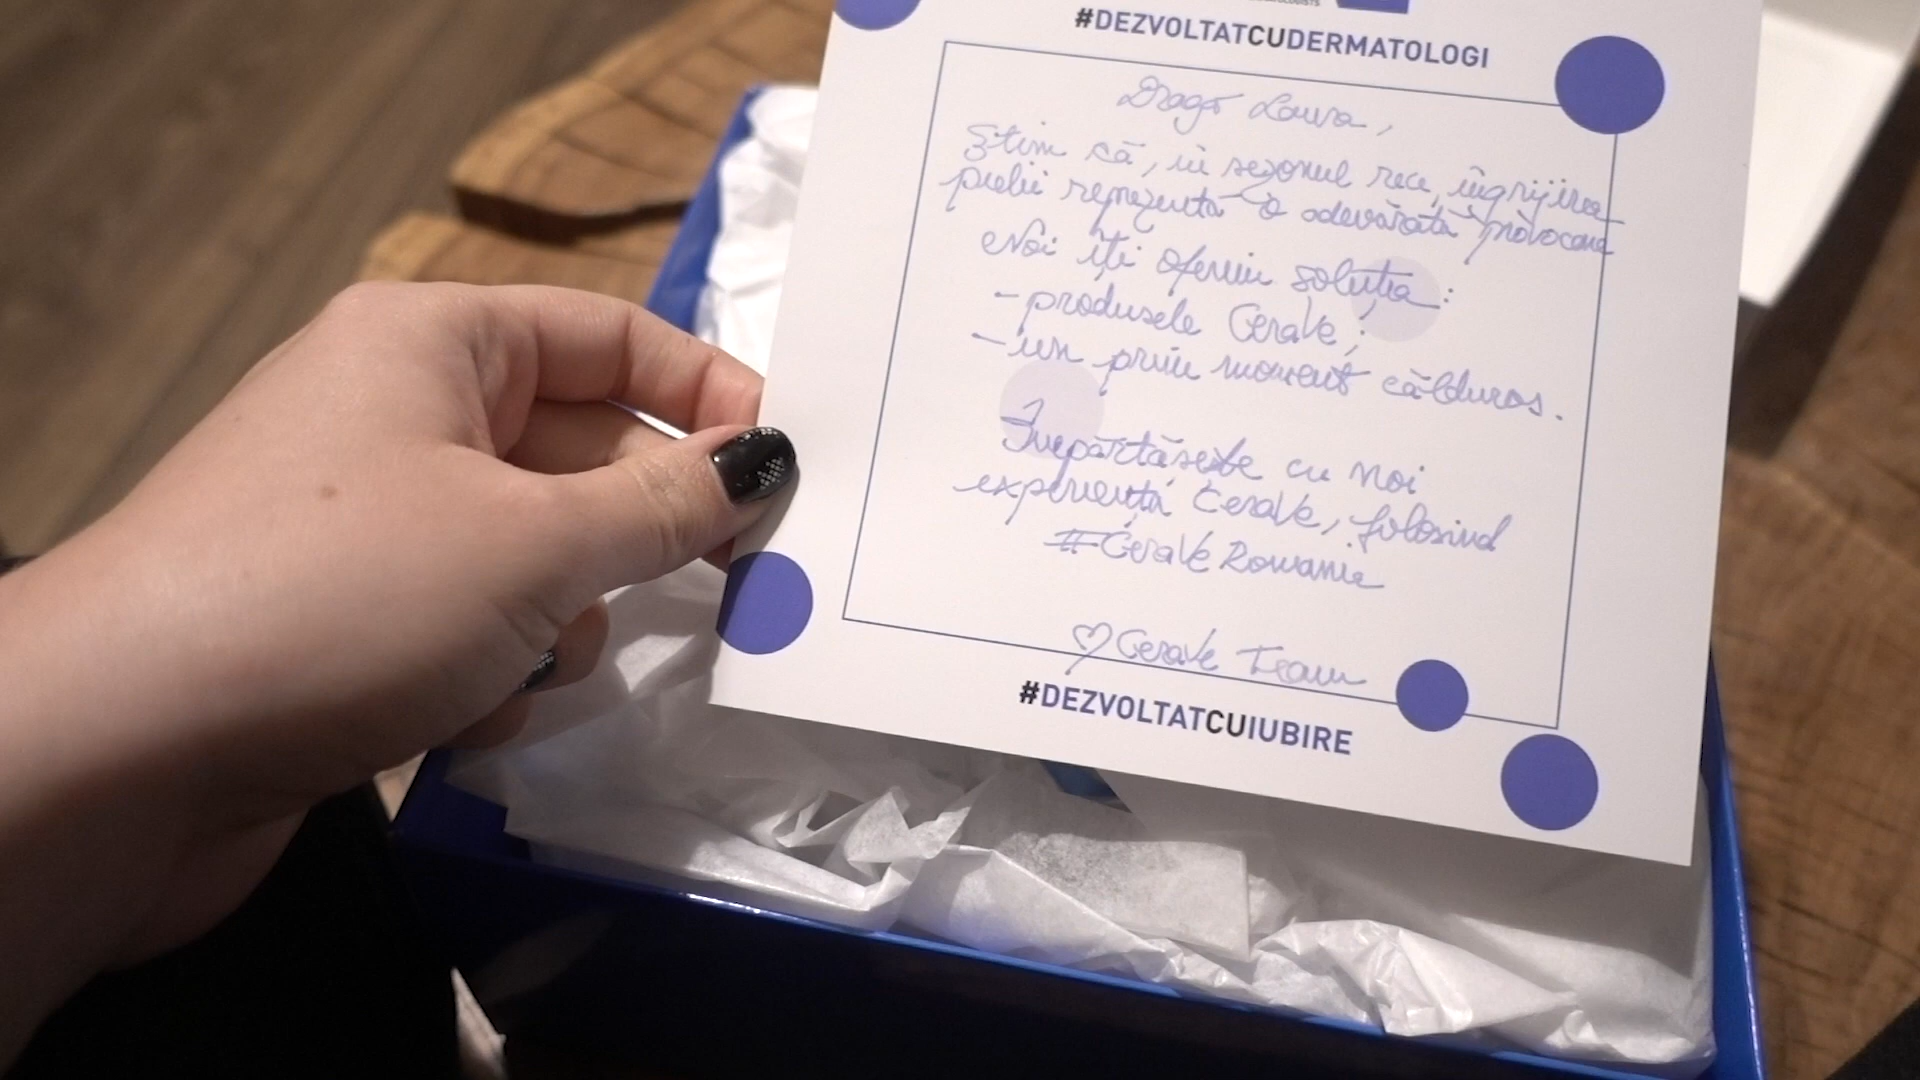 #DEZVOLTATCUDERMATOLOGI
Dragă Laura,
Știm că, în sezonul rece, îngrijirea
pielii reprezintă o adevărată provocare
Noi îți oferim soluția:
- produsele CeraVe;
- un prim moment călduros.
Împărtășește cu noi
experiența CeraVe, folosind
#CeraVeRomania
♡ CeraVe Team
#DEZVOLTATCUIUBIRE